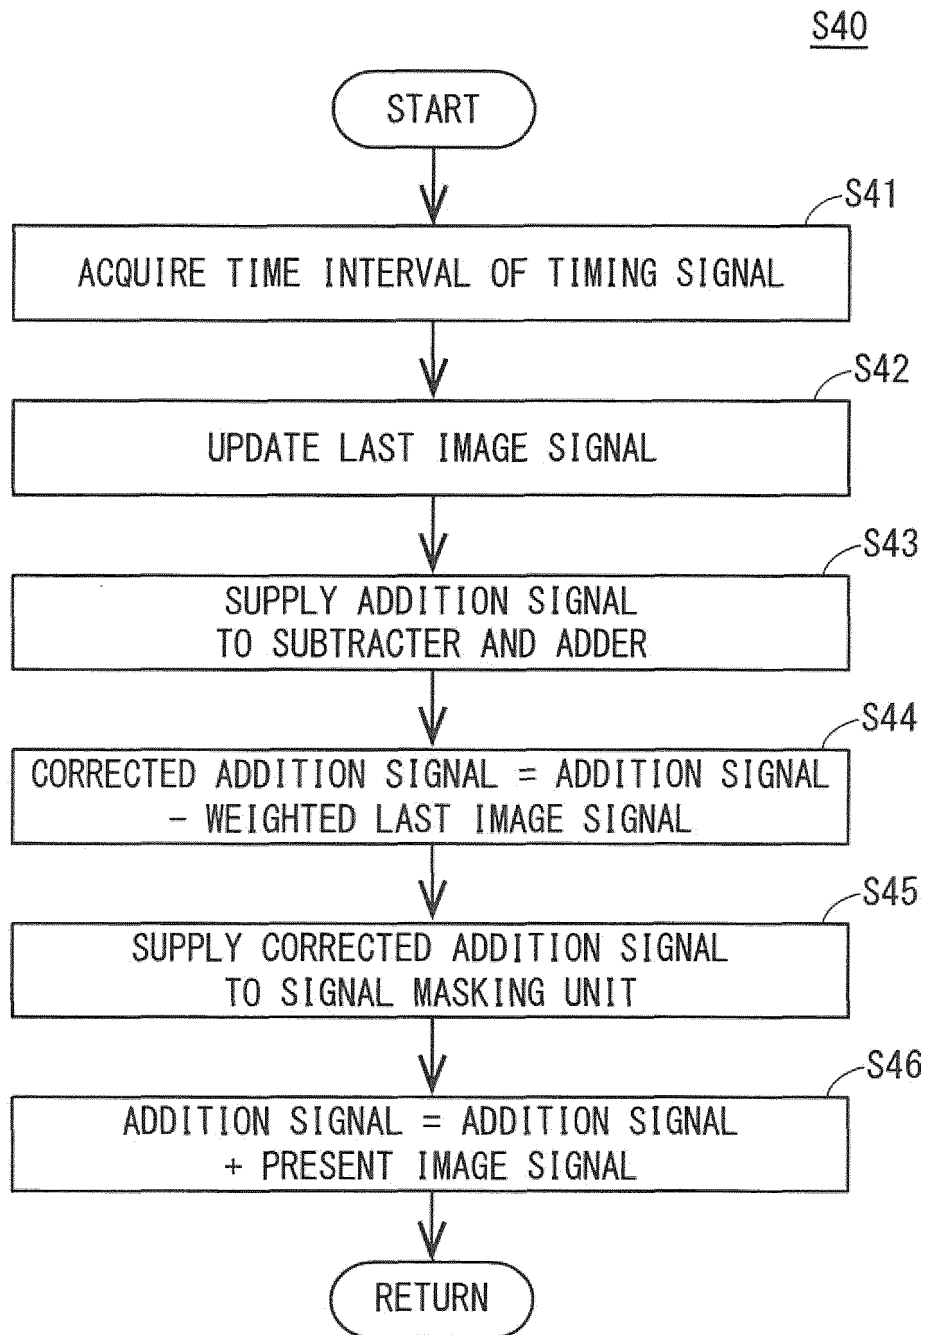 S40
START
S41
ACQUIRE TIME INTERVAL OF TIMING SIGNAL
S42
UPDATE LAST IMAGE SIGNAL
S43
SUPPLY ADDITION SIGNAL
TO SUBTRACTER AND ADDER
S44
CORRECTED ADDITION SIGNAL = ADDITION SIGNAL
- WEIGHTED LAST IMAGE SIGNAL
S45
SUPPLY CORRECTED ADDITION SIGNAL
TO SIGNAL MASKING UNIT
S46
ADDITION SIGNAL = ADDITION SIGNAL
+ PRESENT IMAGE SIGNAL
RETURN